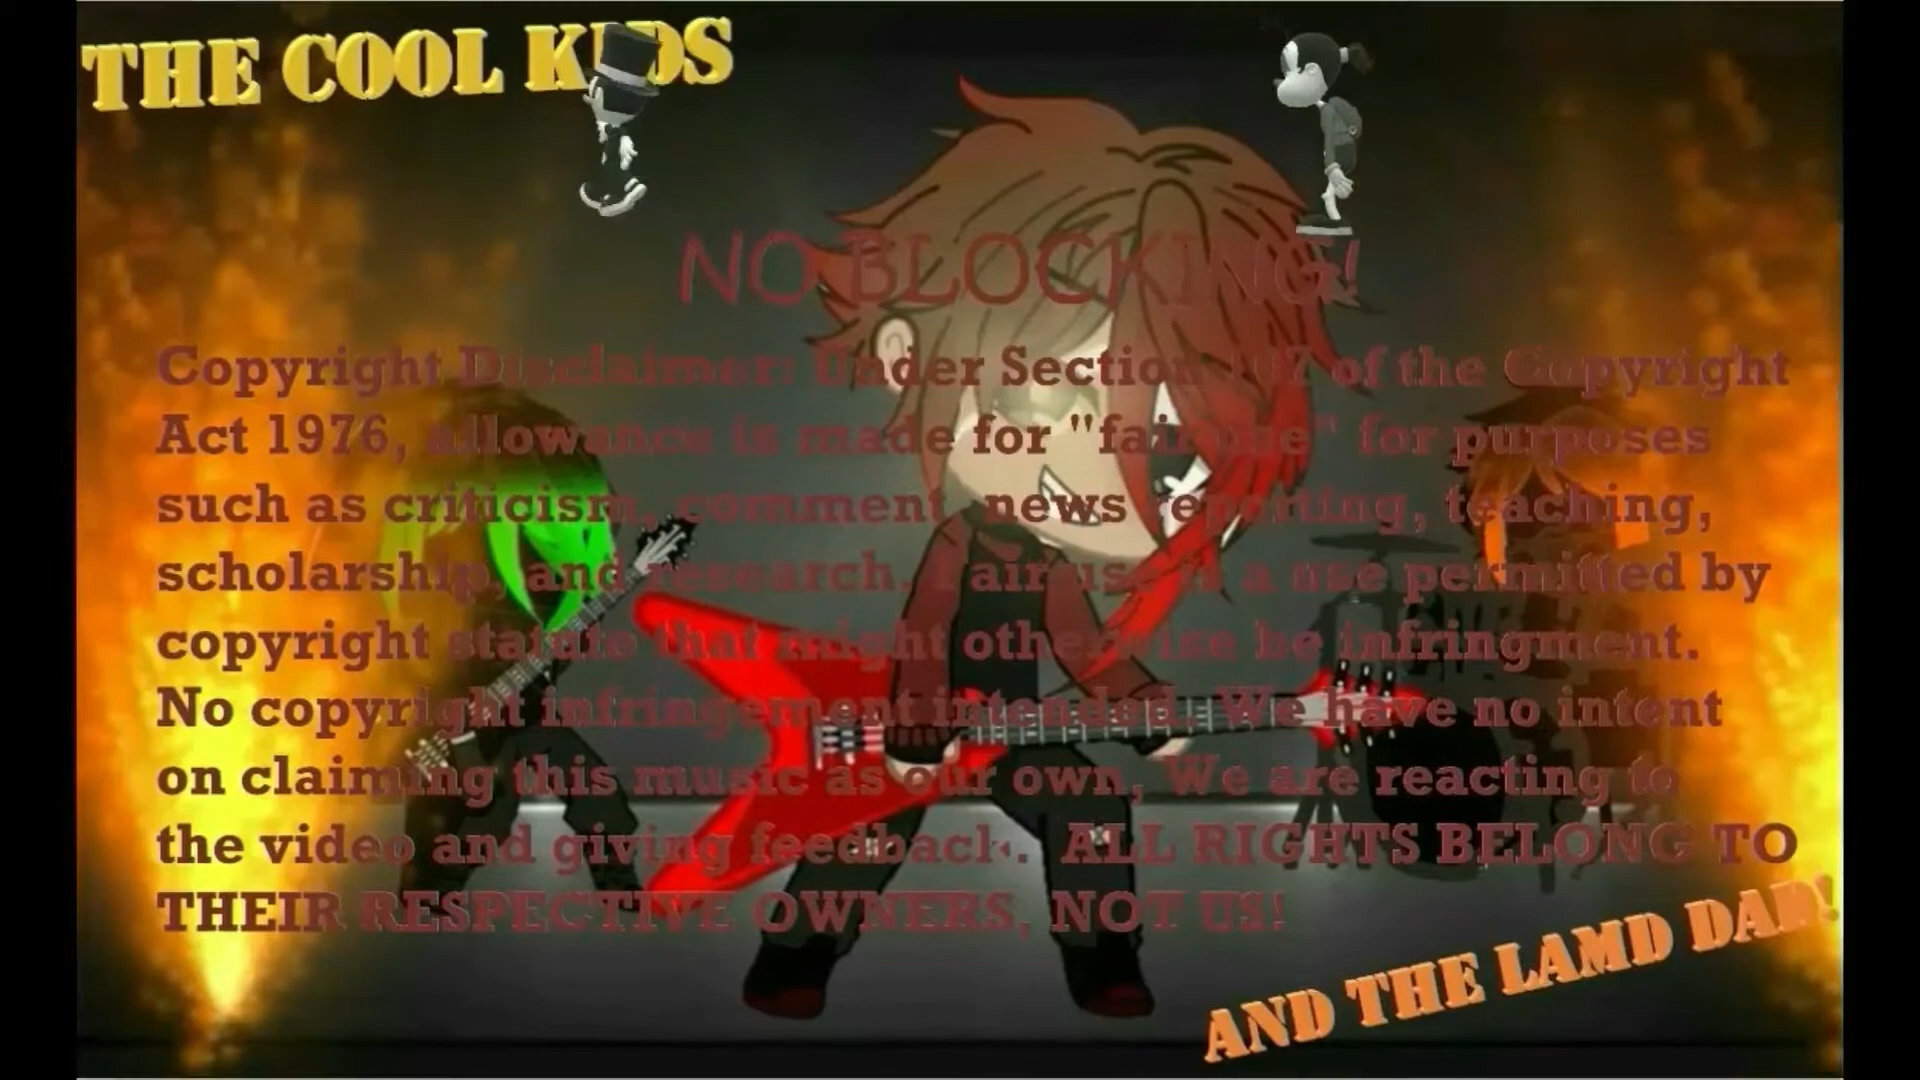 THE COOL KIDS
NO BLOCKING!
Copyright Disclaimer: Under Section 107 of the Copyright
Act 1976, allowance is made for "fair use" for purposes
such as criticism, comment, news reporting, teaching,
scholarship, and research. Fair use is a use permitted by
copyright statute that might otherwise be infringment.
No copyright infringement intended. We have no intent
on claiming this music as our own, We are reacting to
the video and giving feedback. ALL RIGHTS BELONG TO
THEIR RESPECTIVE OWNERS, NOT US!
AND THE LAMD DAD!